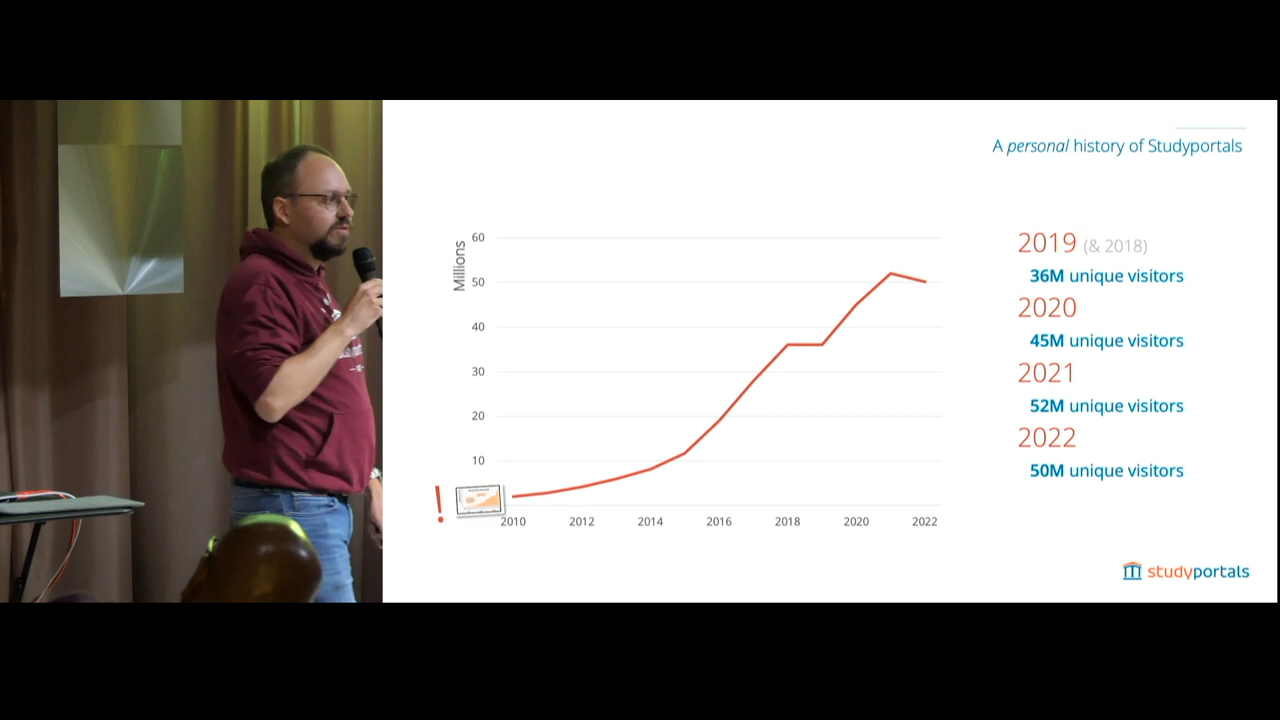 A personal history of Studyportals
Millions
60
50
40
30
20
10
2010
2012
2014
2016
2018
2020
2022
!
2019 (& 2018)
36M unique visitors
2020
45M unique visitors
2021
52M unique visitors
2022
50M unique visitors
studyportals